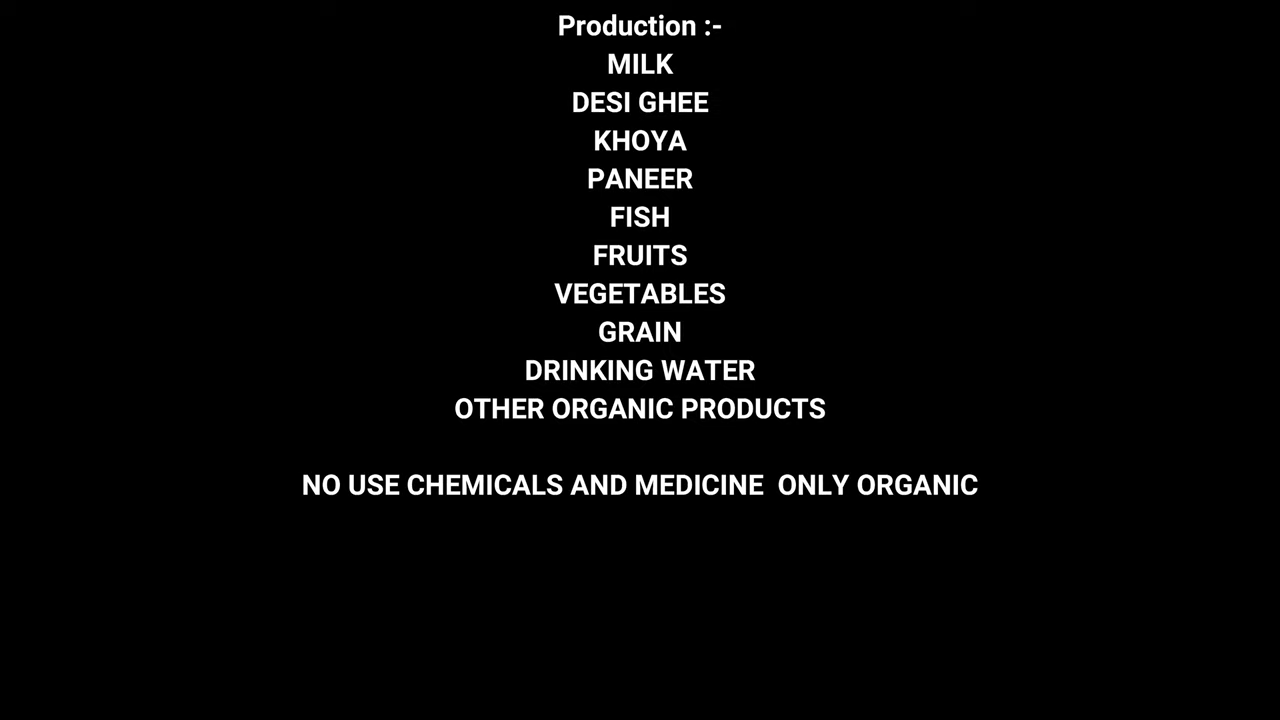 Production :-
MILK
DESI GHEE
KHOYA
PANEER
FISH
FRUITS
VEGETABLES
GRAIN
DRINKING WATER
OTHER ORGANIC PRODUCTS
NO USE CHEMICALS AND MEDICINE  ONLY ORGANIC